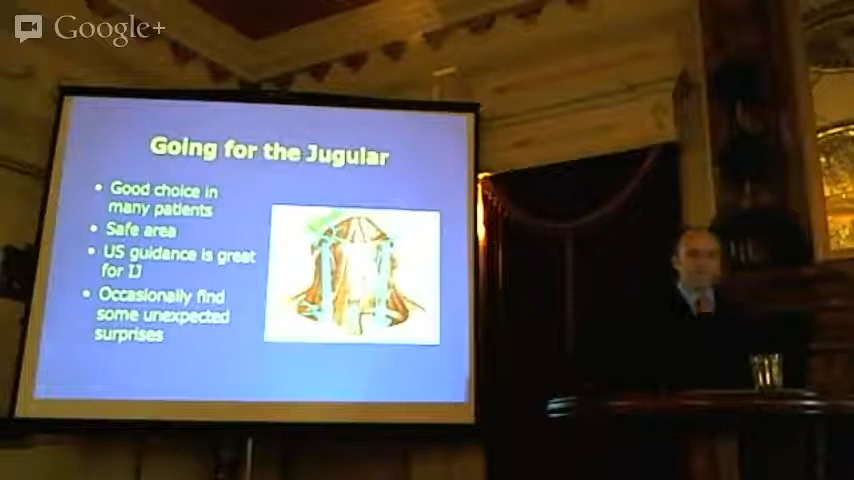 Google+
Going for the Jugular
• Good choice in
many patients
• Safe area
• US guidance is great
for IJ
• Occasionally find
some unexpected
surprises